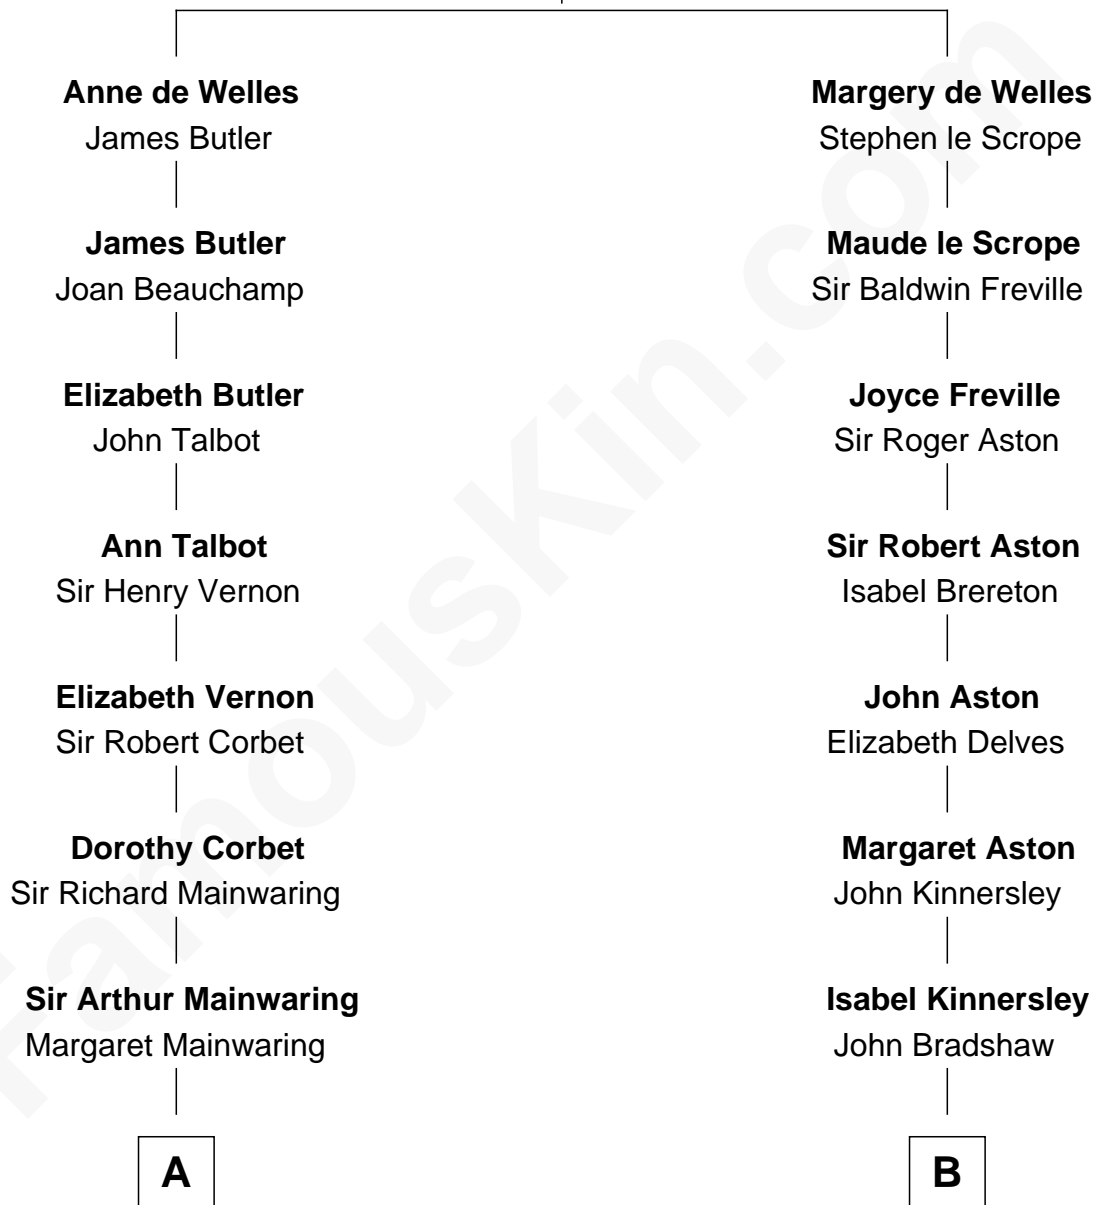 Anne de Welles
James Butler
James Butler
Joan Beauchamp
Elizabeth Butler
John Talbot
Ann Talbot
Sir Henry Vernon
Elizabeth Vernon
Sir Robert Corbet
Dorothy Corbet
Sir Richard Mainwaring
Sir Arthur Mainwaring
Margaret Mainwaring
A
Margery de Welles
Stephen le Scrope
Maude le Scrope
Sir Baldwin Freville
Joyce Freville
Sir Roger Aston
Sir Robert Aston
Isabel Brereton
John Aston
Elizabeth Delves
Margaret Aston
John Kinnersley
Isabel Kinnersley
John Bradshaw
B
FamousKin.com